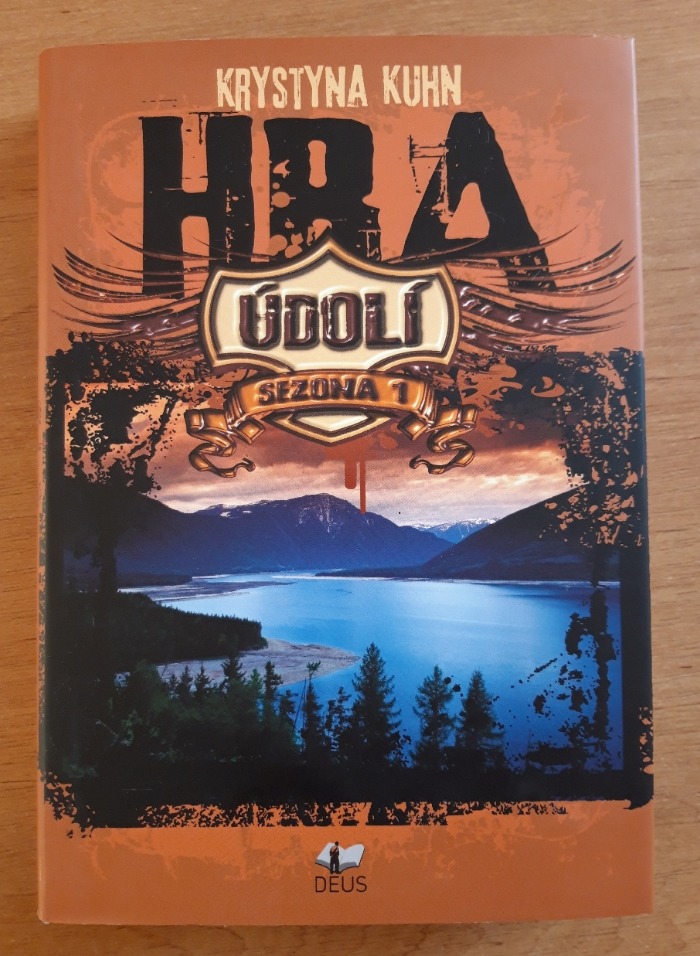 KRYSTYNA KUHN
HRA
ÚDOLÍ
SEZONA 1
DEUS